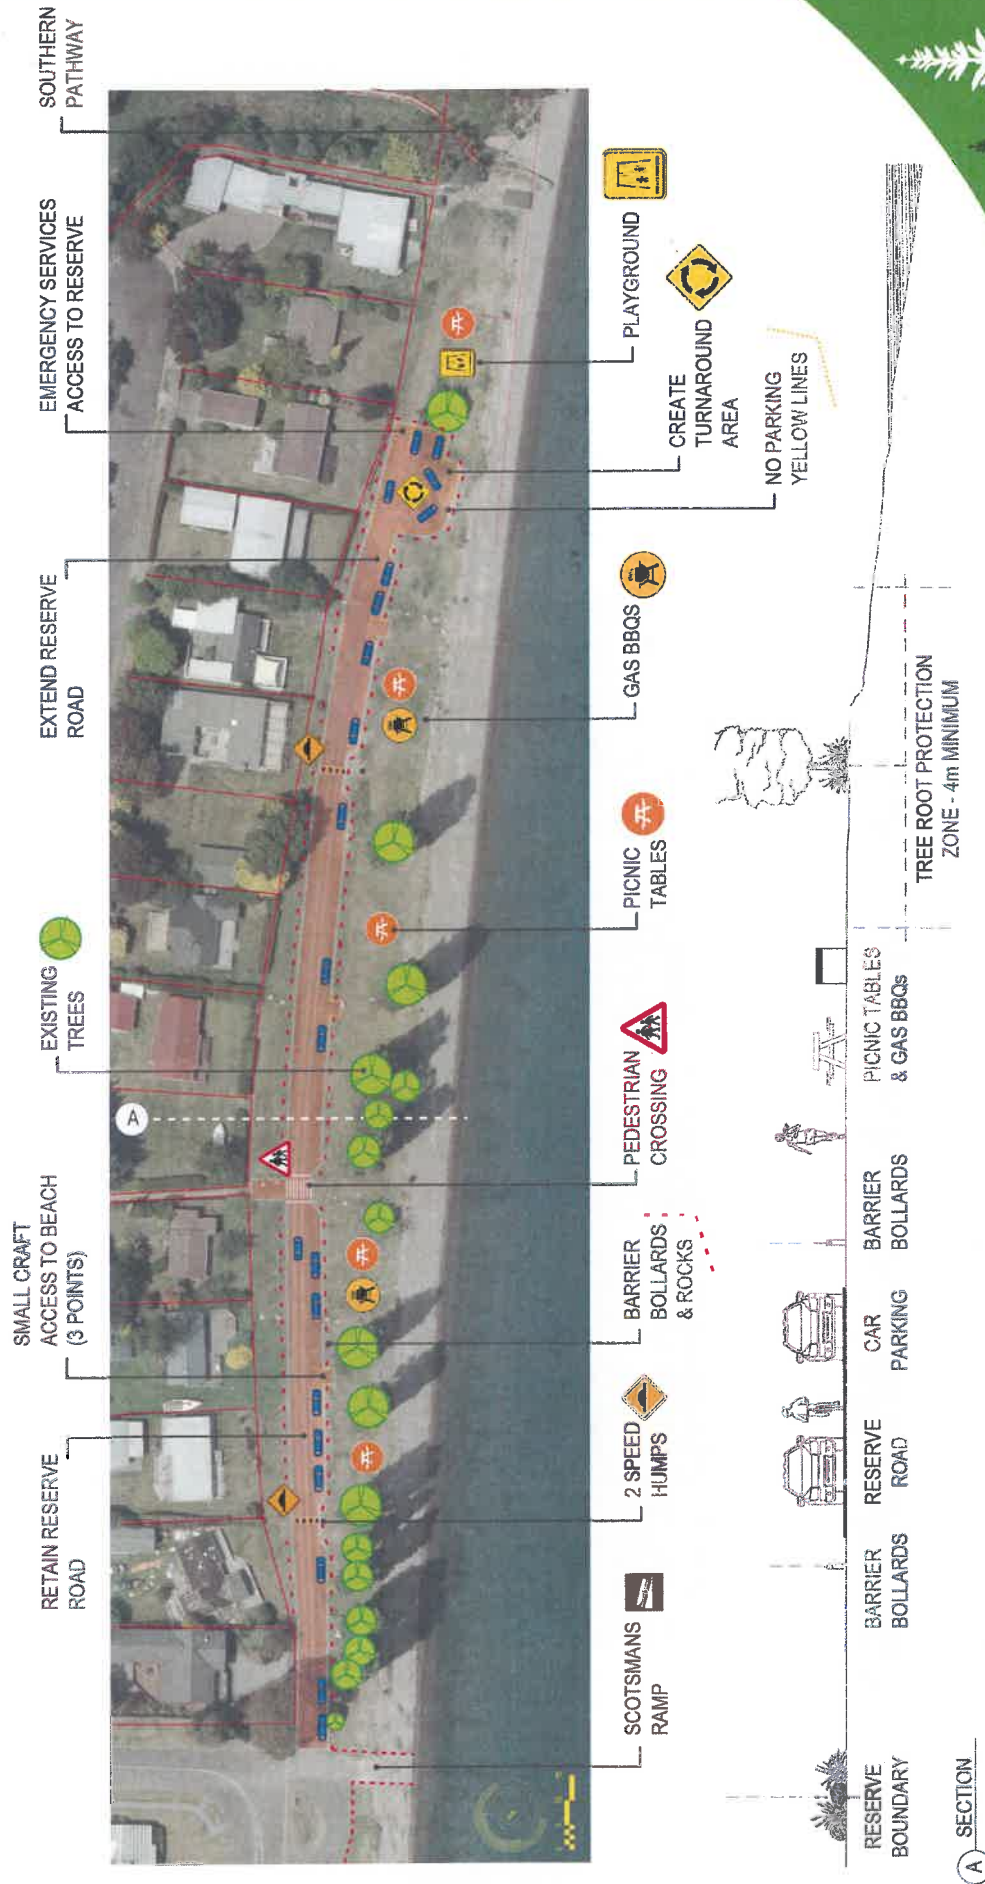 RETAIN RESERVE
ROAD
SMALL CRAFT
ACCESS TO BEACH
(3 POINTS)
EXISTING
TREES
EXTEND RESERVE
ROAD
EMERGENCY SERVICES
ACCESS TO RESERVE
SOUTHERN
PATHWAY
A
SCOTSMANS
RAMP
2 SPEED
HUMPS
BARRIER
BOLLARDS
& ROCKS
PEDESTRIAN
CROSSING
PICNIC
TABLES
GAS BBQS
CREATE
TURNAROUND
AREA
PLAYGROUND
NO PARKING
YELLOW LINES
RESERVE
BOUNDARY
BARRIER
BOLLARDS
RESERVE
ROAD
CAR
PARKING
BARRIER
BOLLARDS
PICNIC TABLES
& GAS BBQs
TREE ROOT PROTECTION
ZONE - 4m MINIMUM
A SECTION